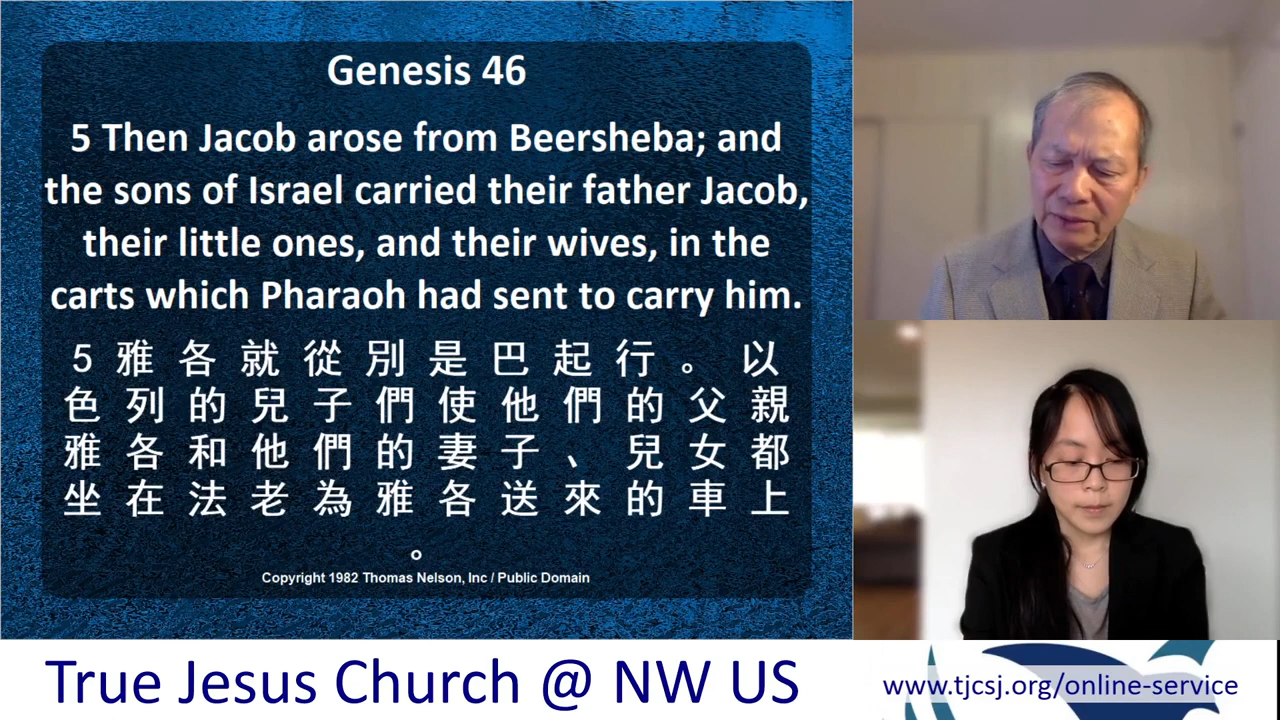 Genesis 46
5 Then Jacob arose from Beersheba; and
the sons of Israel carried their father Jacob,
their little ones, and their wives, in the
carts which Pharaoh had sent to carry him.
5 雅各就從別是巴起行。以
色列的兒子們使他們的父親
雅各和他們的妻子、兒女都
坐在法老為雅各送來的車上
。
Copyright 1982 Thomas Nelson, Inc / Public Domain
True Jesus Church @ NW US
www.tjcsj.org/online-service